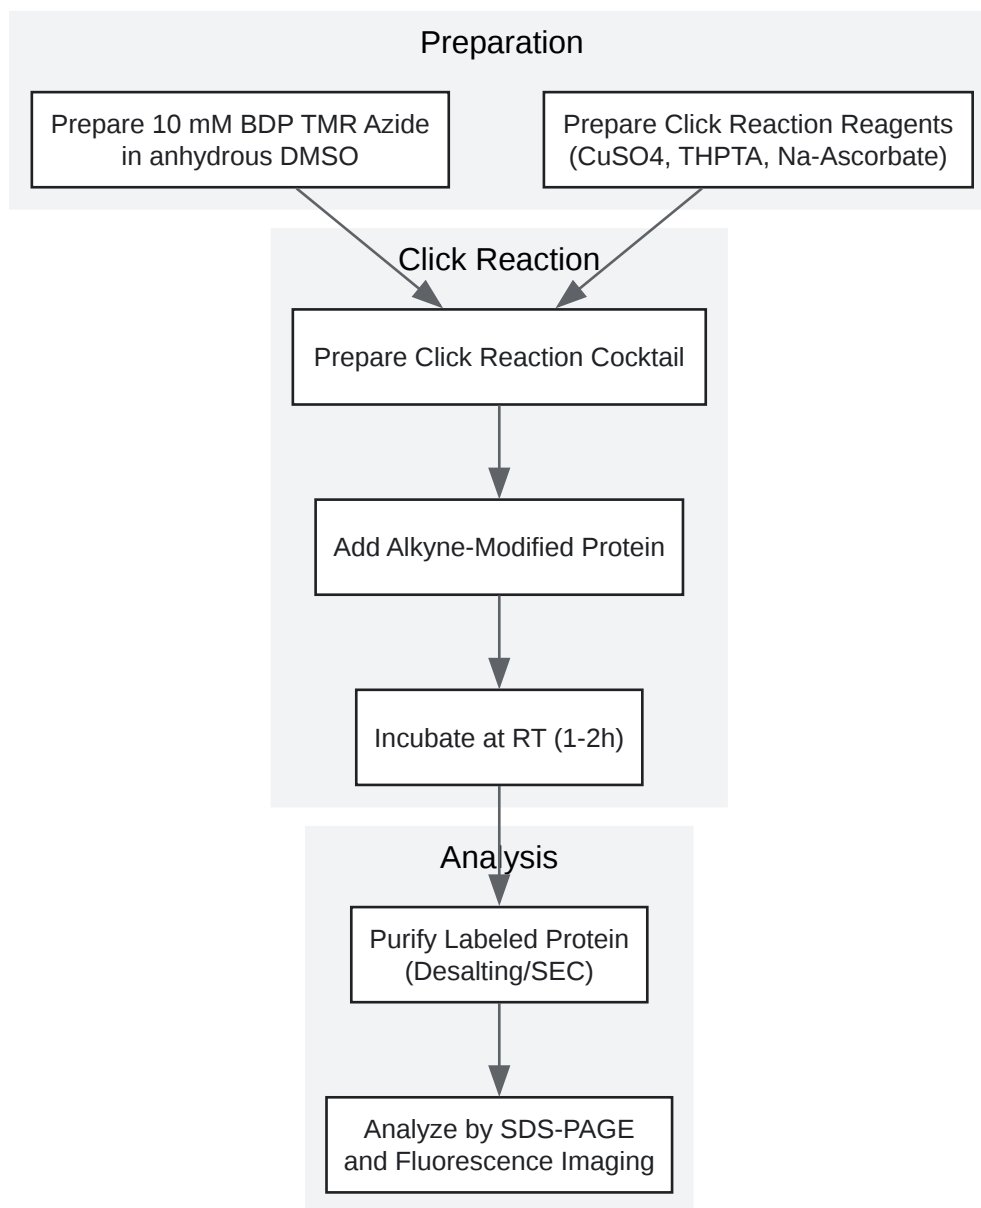 Preparation
Prepare 10 mM BDP TMR Azide
in anhydrous DMSO
Prepare Click Reaction Reagents
(CuSO4, THPTA, Na-Ascorbate)
Click Reaction
Prepare Click Reaction Cocktail
Add Alkyne-Modified Protein
Incubate at RT (1-2h)
Analysis
Purify Labeled Protein
(Desalting/SEC)
Analyze by SDS-PAGE
and Fluorescence Imaging